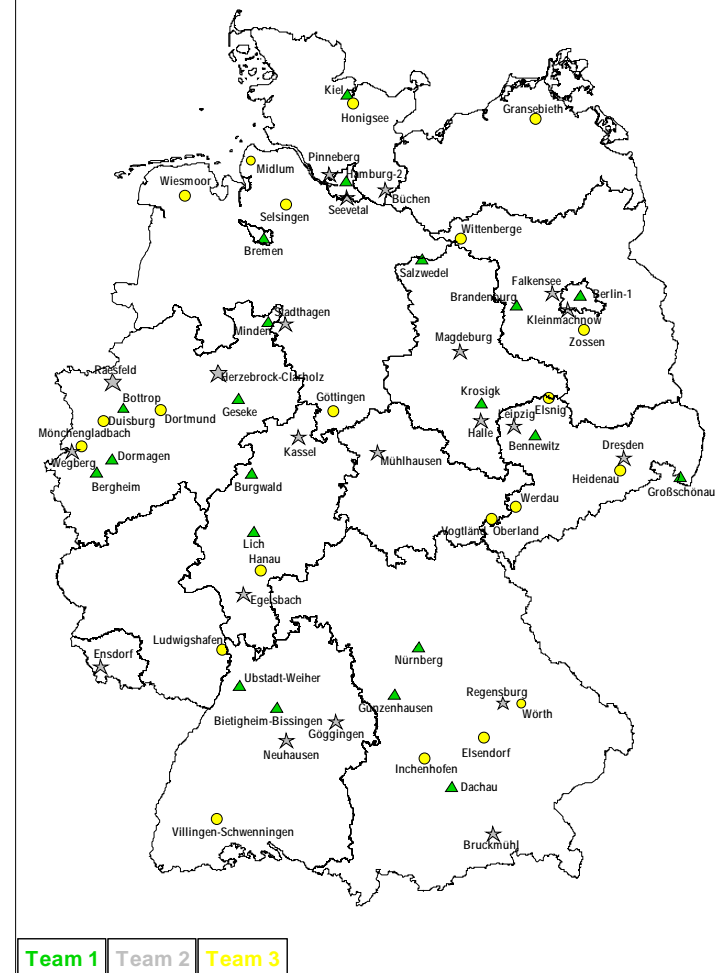 Kiel
Honigsee
Gransebieth
Pinneberg
Midlum
Hamburg-2
Wiesmoor
Büchen
Selsingen
Seevetal
Wittenberge
Bremen
Salzwedel
Falkensee
Berlin-1
Brandenburg
Stadthagen
Kleinmachnow
Minden
Magdeburg
Zossen
Raesfeld
Herzebrock-Clarholz
Bottrop
Krosigk
Elsnig
Göttingen
Geseke
Dortmund
Duisburg
Leipzig
Halle
Bennewitz
Mönchengladbach
Dresden
Kassel
Mühlhausen
Dormagen
Wegberg
Heidenau
Burgwald
Bergheim
Großschönau
Werdau
Vogtland, Oberland
Lich
Hanau
Egelsbach
Ludwigshafen
Ensdorf
Nürnberg
Ubstadt-Weiher
Regensburg
Gunzenhausen
Wörth
Bietigheim-Bissingen
Göggingen
Neuhausen
Elsendorf
Inchenhofen
Dachau
Villingen-Schwenningen
Bruckmühl
Team 1 Team 2 Team 3